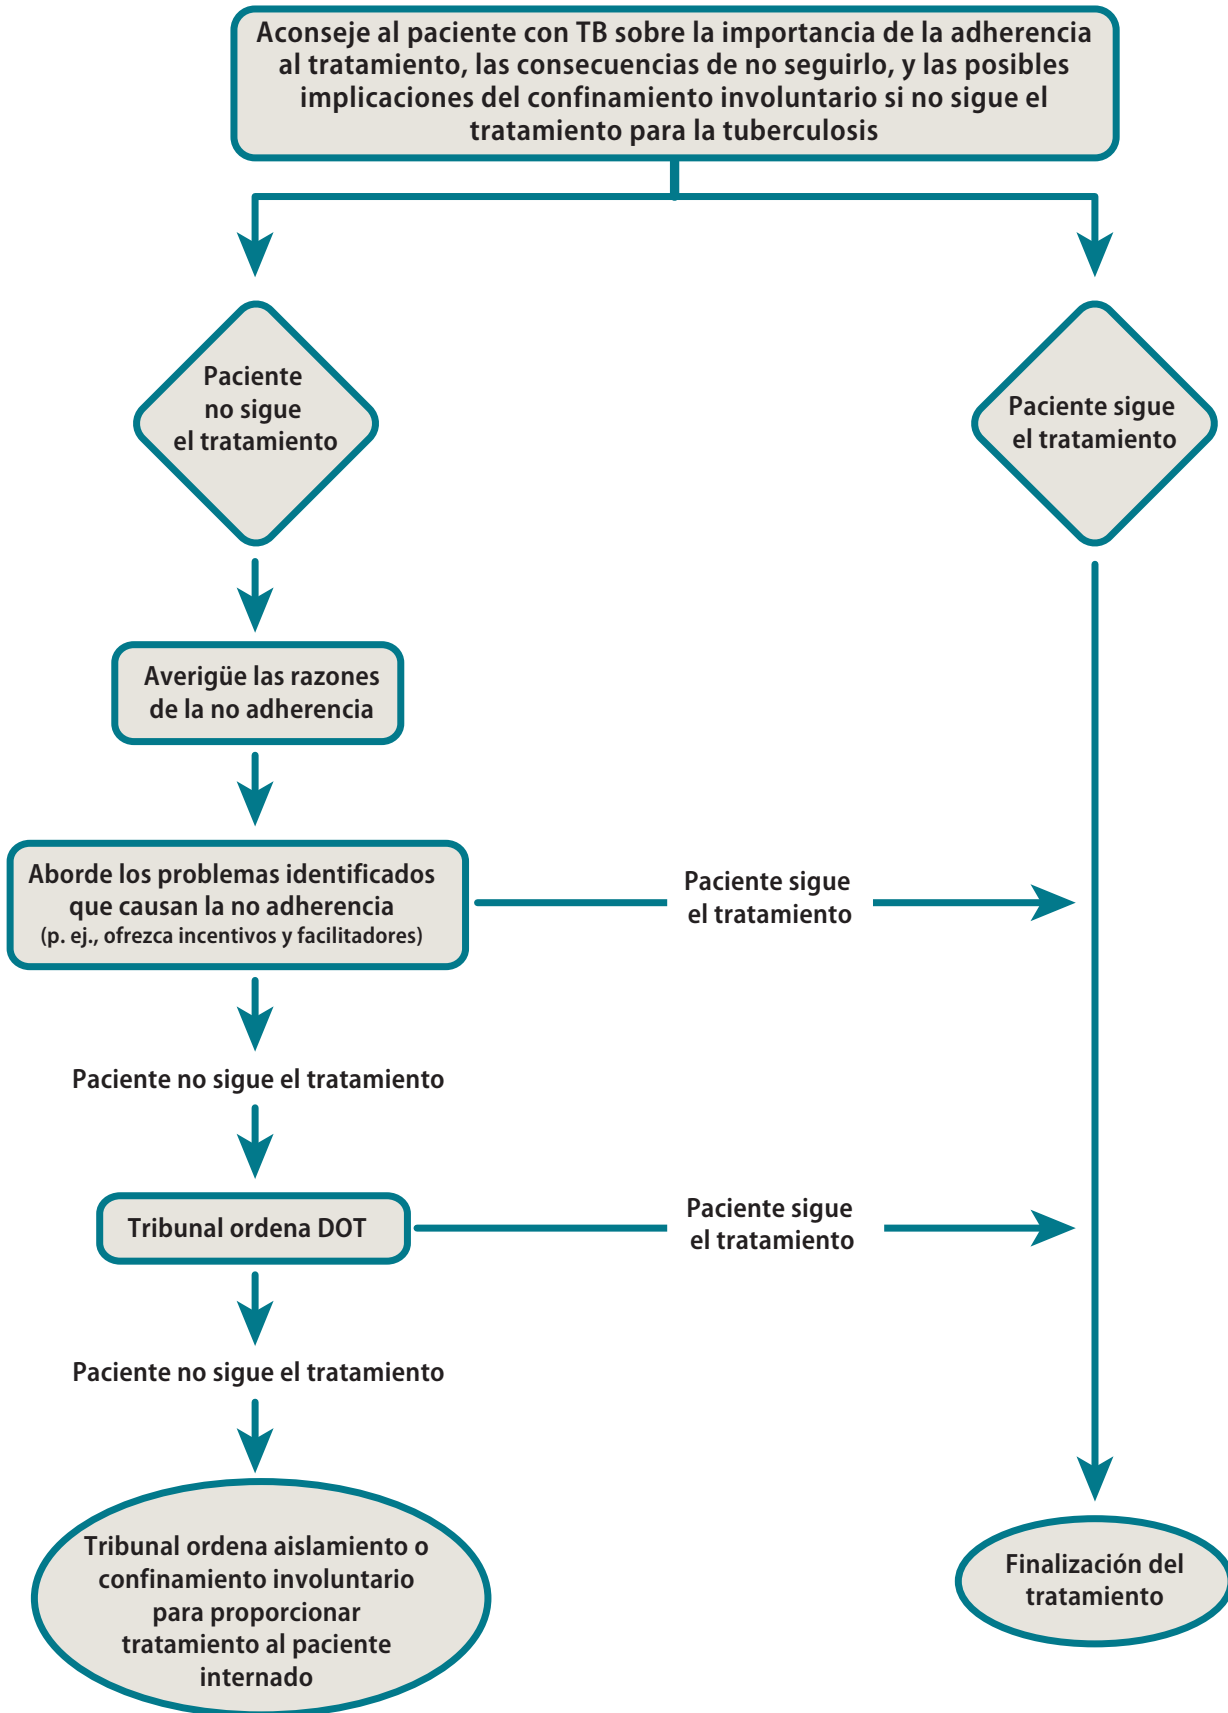 Aconseje al paciente con TB sobre la importancia de la adherencia
al tratamiento, las consecuencias de no seguirlo, y las posibles
implicaciones del confinamiento involuntario si no sigue el
tratamiento para la tuberculosis
Paciente
no sigue
el tratamiento
Paciente sigue
el tratamiento
Averigüe las razones
de la no adherencia
Aborde los problemas identificados
que causan la no adherencia
(p. ej., ofrezca incentivos y facilitadores)
Paciente sigue
el tratamiento
Paciente no sigue el tratamiento
Tribunal ordena DOT
Paciente sigue
el tratamiento
Paciente no sigue el tratamiento
Tribunal ordena aislamiento o
confinamiento involuntario
para proporcionar
tratamiento al paciente
internado
Finalización del
tratamiento